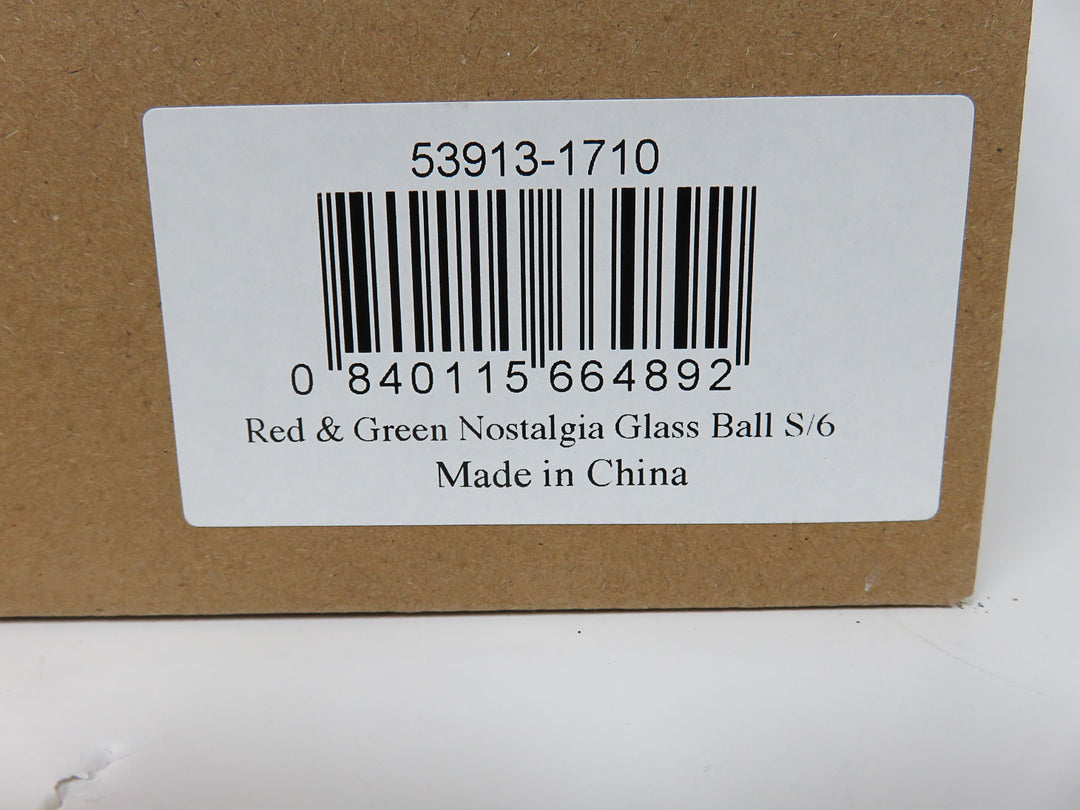 53913-1710
0 840115 664892
Red & Green Nostalgia Glass Ball S/6
Made in China